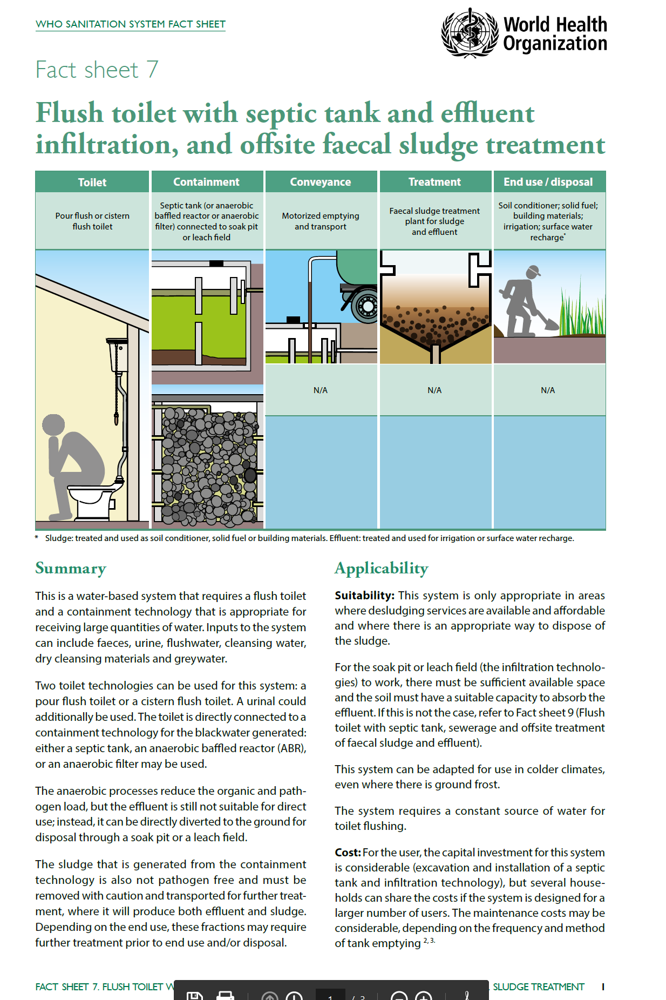 WHO SANITATION SYSTEM FACT SHEET
World Health
Organization
Fact sheet 7
Flush toilet with septic tank and effluent
infiltration, and offsite faecal sludge treatment
Toilet
Containment
Conveyance
Treatment
End use / disposal
Pour flush or cistern
flush toilet
Septic tank (or anaerobic
baffled reactor or anaerobic
filter) connected to soak pit
or leach field
Motorized emptying
and transport
Faecal sludge treatment
plant for sludge
and effluent
Soil conditioner; solid fuel;
building materials;
irrigation; surface water
recharge*
N/A
N/A
N/A
* Sludge: treated and used as soil conditioner, solid fuel or building materials. Effluent: treated and used for irrigation or surface water recharge.
Summary
This is a water-based system that requires a flush toilet
and a containment technology that is appropriate for
receiving large quantities of water. Inputs to the system
can include faeces, urine, flushwater, cleansing water,
dry cleansing materials and greywater.
Two toilet technologies can be used for this system: a
pour flush toilet or a cistern flush toilet. A urinal could
additionally be used. The toilet is directly connected to a
containment technology for the blackwater generated:
either a septic tank, an anaerobic baffled reactor (ABR),
or an anaerobic filter may be used.
The anaerobic processes reduce the organic and path-
ogen load, but the effluent is still not suitable for direct
use; instead, it can be directly diverted to the ground for
disposal through a soak pit or a leach field.
The sludge that is generated from the containment
technology is also not pathogen free and must be
removed with caution and transported for further treat-
ment, where it will produce both effluent and sludge.
Depending on the end use, these fractions may require
further treatment prior to end use and/or disposal.
Applicability
Suitability: This system is only appropriate in areas
where desludging services are available and affordable
and where there is an appropriate way to dispose of
the sludge.
For the soak pit or leach field (the infiltration technolo-
gies) to work, there must be sufficient available space
and the soil must have a suitable capacity to absorb the
effluent. If this is not the case, refer to Fact sheet 9 (Flush
toilet with septic tank, sewerage and offsite treatment
of faecal sludge and effluent).
This system can be adapted for use in colder climates,
even where there is ground frost.
The system requires a constant source of water for
toilet flushing.
Cost: For the user, the capital investment for this system
is considerable (excavation and installation of a septic
tank and infiltration technology), but several house-
holds can share the costs if the system is designed for a
larger number of users. The maintenance costs may be
considerable, depending on the frequency and method
of tank emptying 2, 3.
FACT SHEET 7. FLUSH TOILET
SLUDGE TREATMENT 1
1 / 3